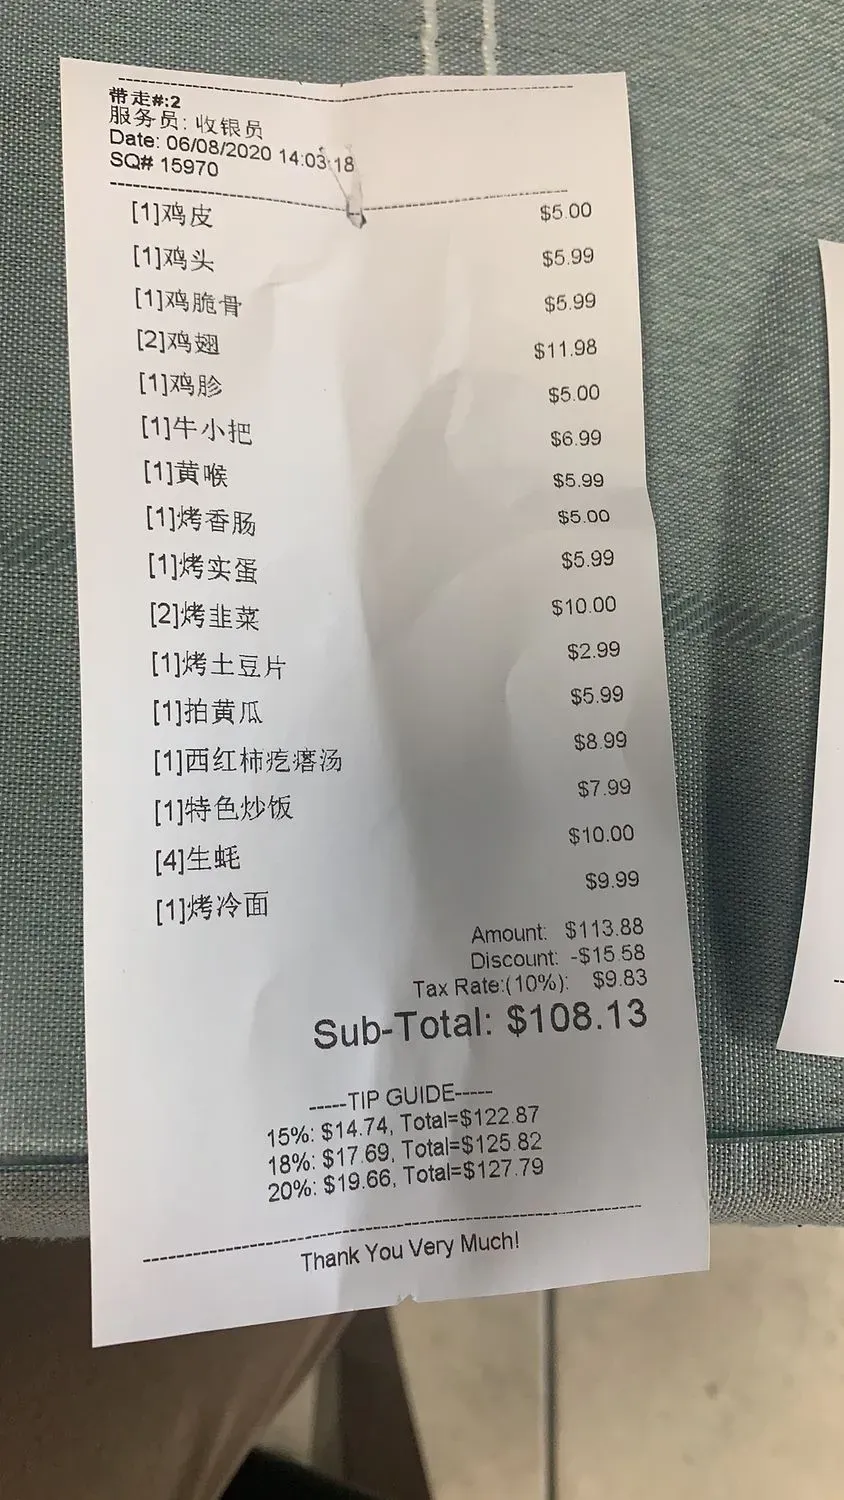 带走#:2
服务员: 收银员
Date: 06/08/2020 14:03:18
SQ# 15970
[1]鸡皮 $5.00
[1]鸡头 $5.99
[1]鸡脆骨 $5.99
[2]鸡翅 $11.98
[1]鸡胗 $5.00
[1]牛小把 $6.99
[1]黄喉 $5.99
[1]烤香肠 $5.00
[1]烤实蛋 $5.99
[2]烤韭菜 $10.00
[1]烤土豆片 $2.99
[1]拍黄瓜 $5.99
[1]西红柿疙瘩汤 $8.99
[1]特色炒饭 $7.99
[4]生蚝 $10.00
[1]烤冷面 $9.99
Amount: $113.88
Discount: -$15.58
Tax Rate:(10%): $9.83
Sub-Total: $108.13
-----TIP GUIDE-----
15%: $14.74, Total=$122.87
18%: $17.69, Total=$125.82
20%: $19.66, Total=$127.79
Thank You Very Much!